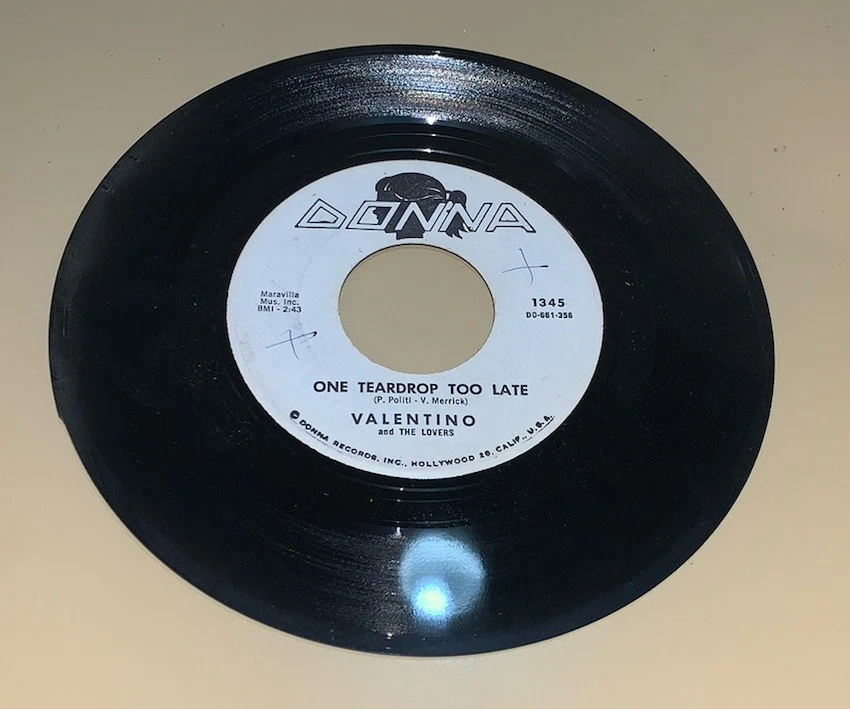 DONNA
Maravilla
Mus. Inc.
BMI - 2:43
1345
DO-661-356
ONE TEARDROP TOO LATE
(P. Politi - V. Merrick)
VALENTINO
and THE LOVERS
© DONNA RECORDS, INC., HOLLYWOOD 28, CALIF., U.S.A.